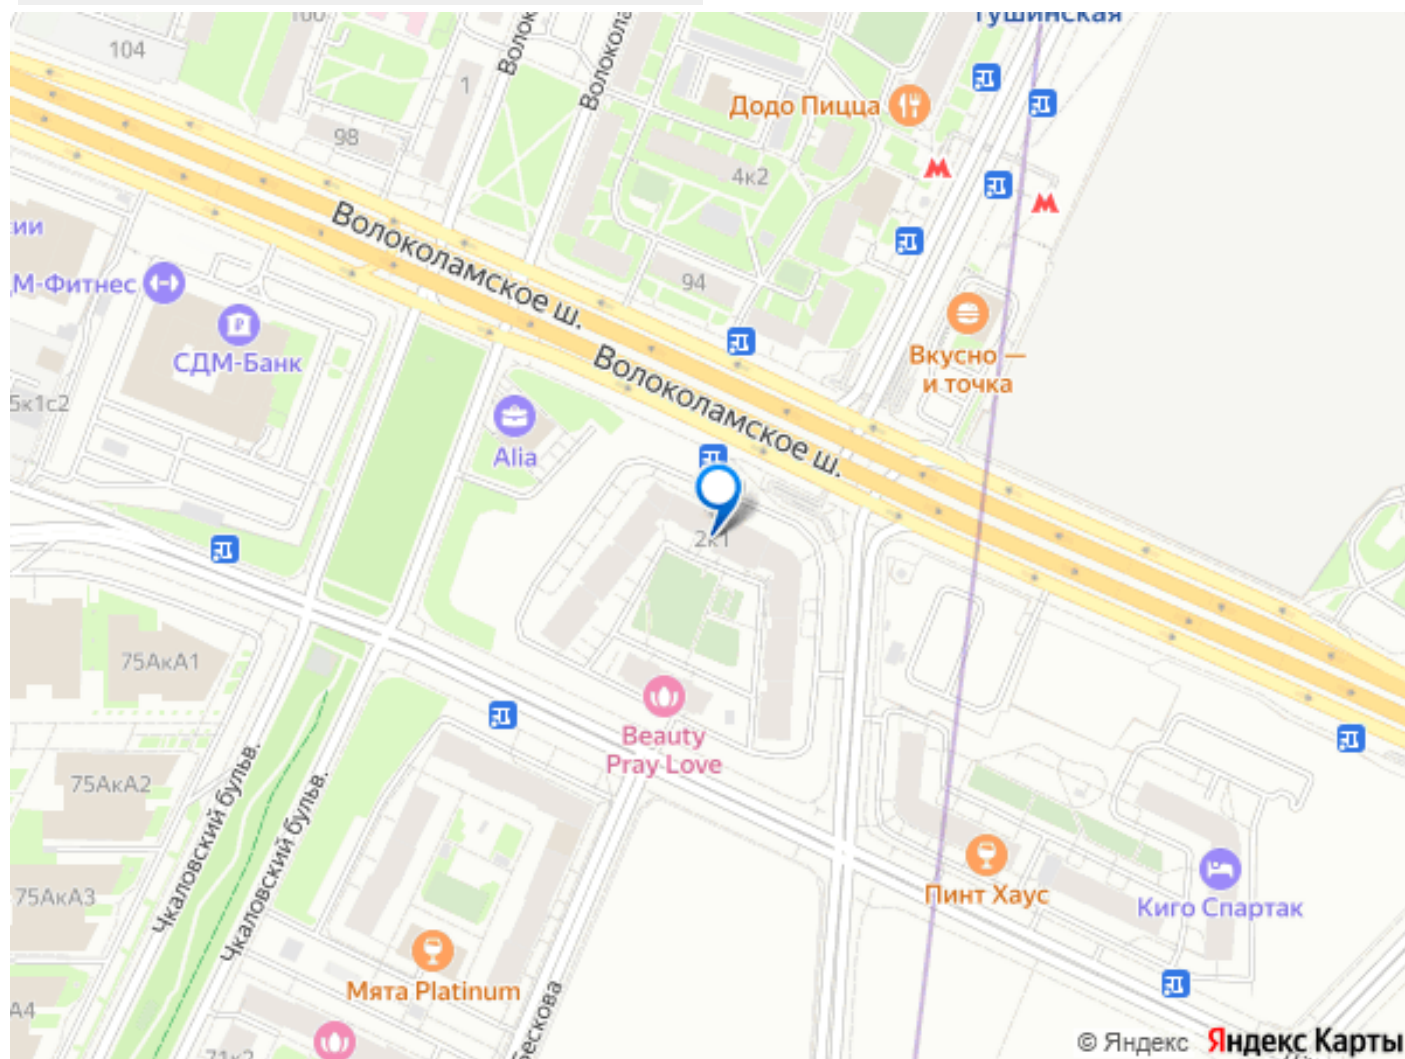 100
Тушинская
104
Волок
Волокола
1
Додо Пицца
98
4к2
Волоколамское ш.
ии
94
М-Фитнес
Вкусно —
и точка
СДМ-Банк
Волоколамское ш.
5к1с2
Alia
2к1
75АкА1
Beauty
Pray Love
75АкА2
Чкаловский бульв.
Чкаловский бульв.
75АкА3
Пинт Хаус
Киго Спартак
Мята Platinum
А4
Бескова
71к2
© Яндекс Яндекс Карты